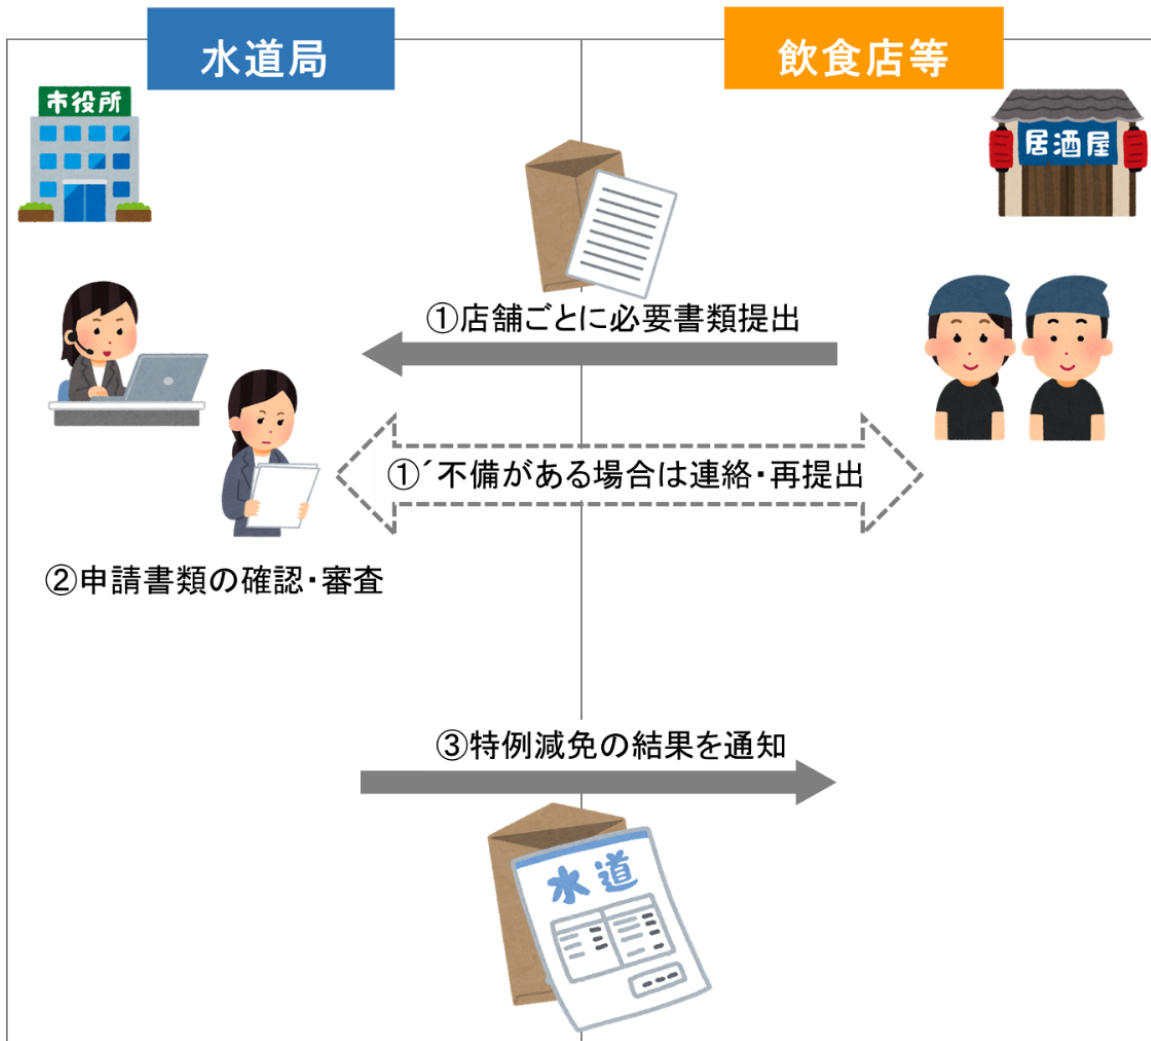 水道局
飲食店等
市役所
居酒屋
①店舗ごとに必要書類提出
①´不備がある場合は連絡・再提出
②申請書類の確認・審査
③特例減免の結果を通知
水道